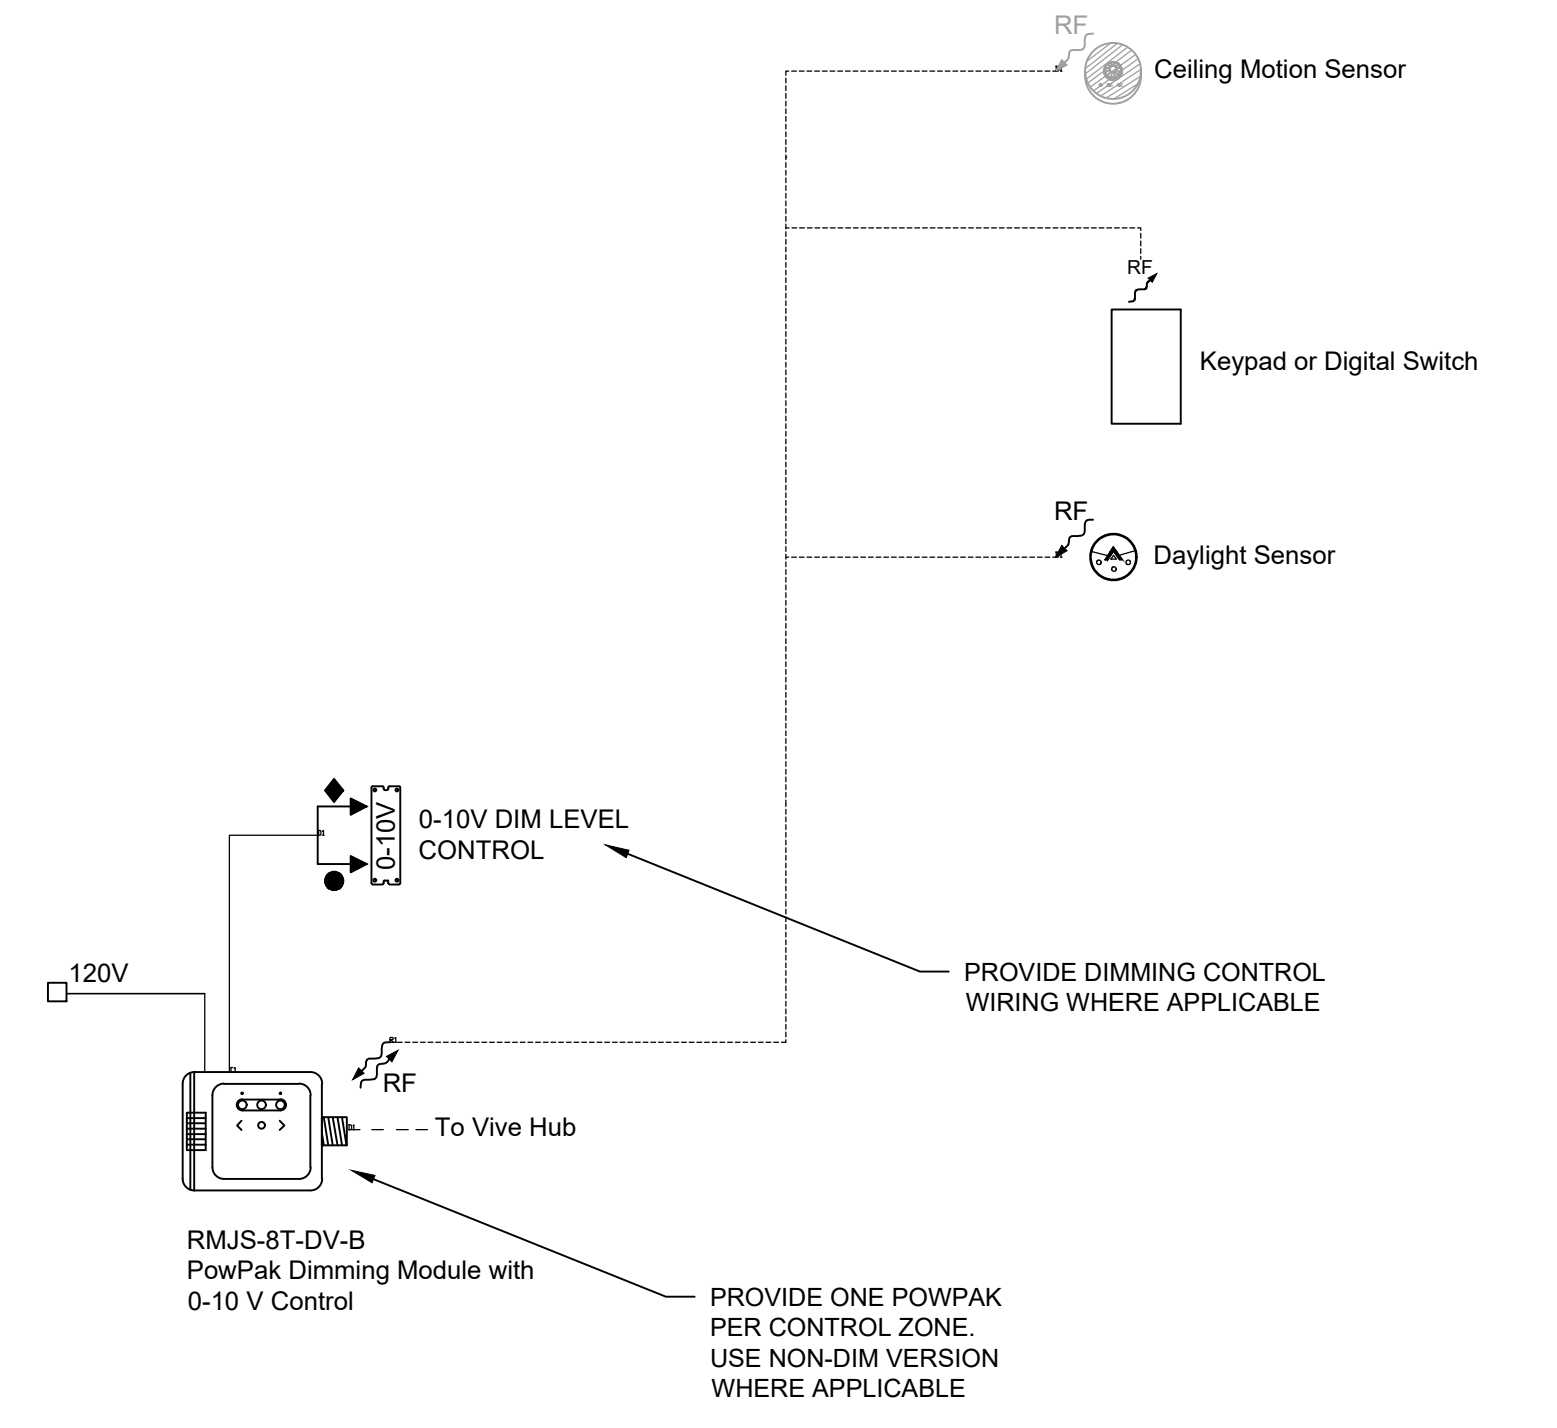 RF
Ceiling Motion Sensor
RF
Keypad or Digital Switch
RF
Daylight Sensor
0-10V
0-10V DIM LEVEL
CONTROL
120V
PROVIDE DIMMING CONTROL
WIRING WHERE APPLICABLE
RF
To Vive Hub
RMJS-8T-DV-B
PowPak Dimming Module with
0-10 V Control
PROVIDE ONE POWPAK
PER CONTROL ZONE.
USE NON-DIM VERSION
WHERE APPLICABLE